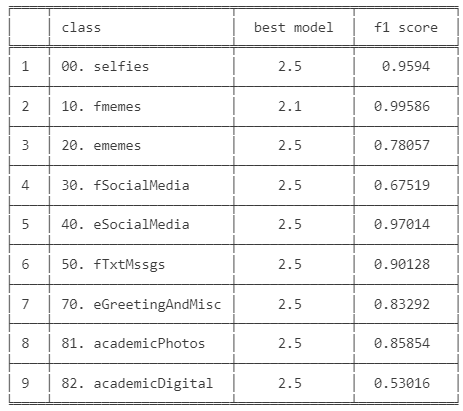 class best model f1 score
1 00. selfies 2.5 0.9594
2 10. fmemes 2.1 0.99586
3 20. ememes 2.5 0.78057
4 30. fSocialMedia 2.5 0.67519
5 40. eSocialMedia 2.5 0.97014
6 50. fTxtMssgs 2.5 0.90128
7 70. eGreetingAndMisc 2.5 0.83292
8 81. academicPhotos 2.5 0.85854
9 82. academicDigital 2.5 0.53016